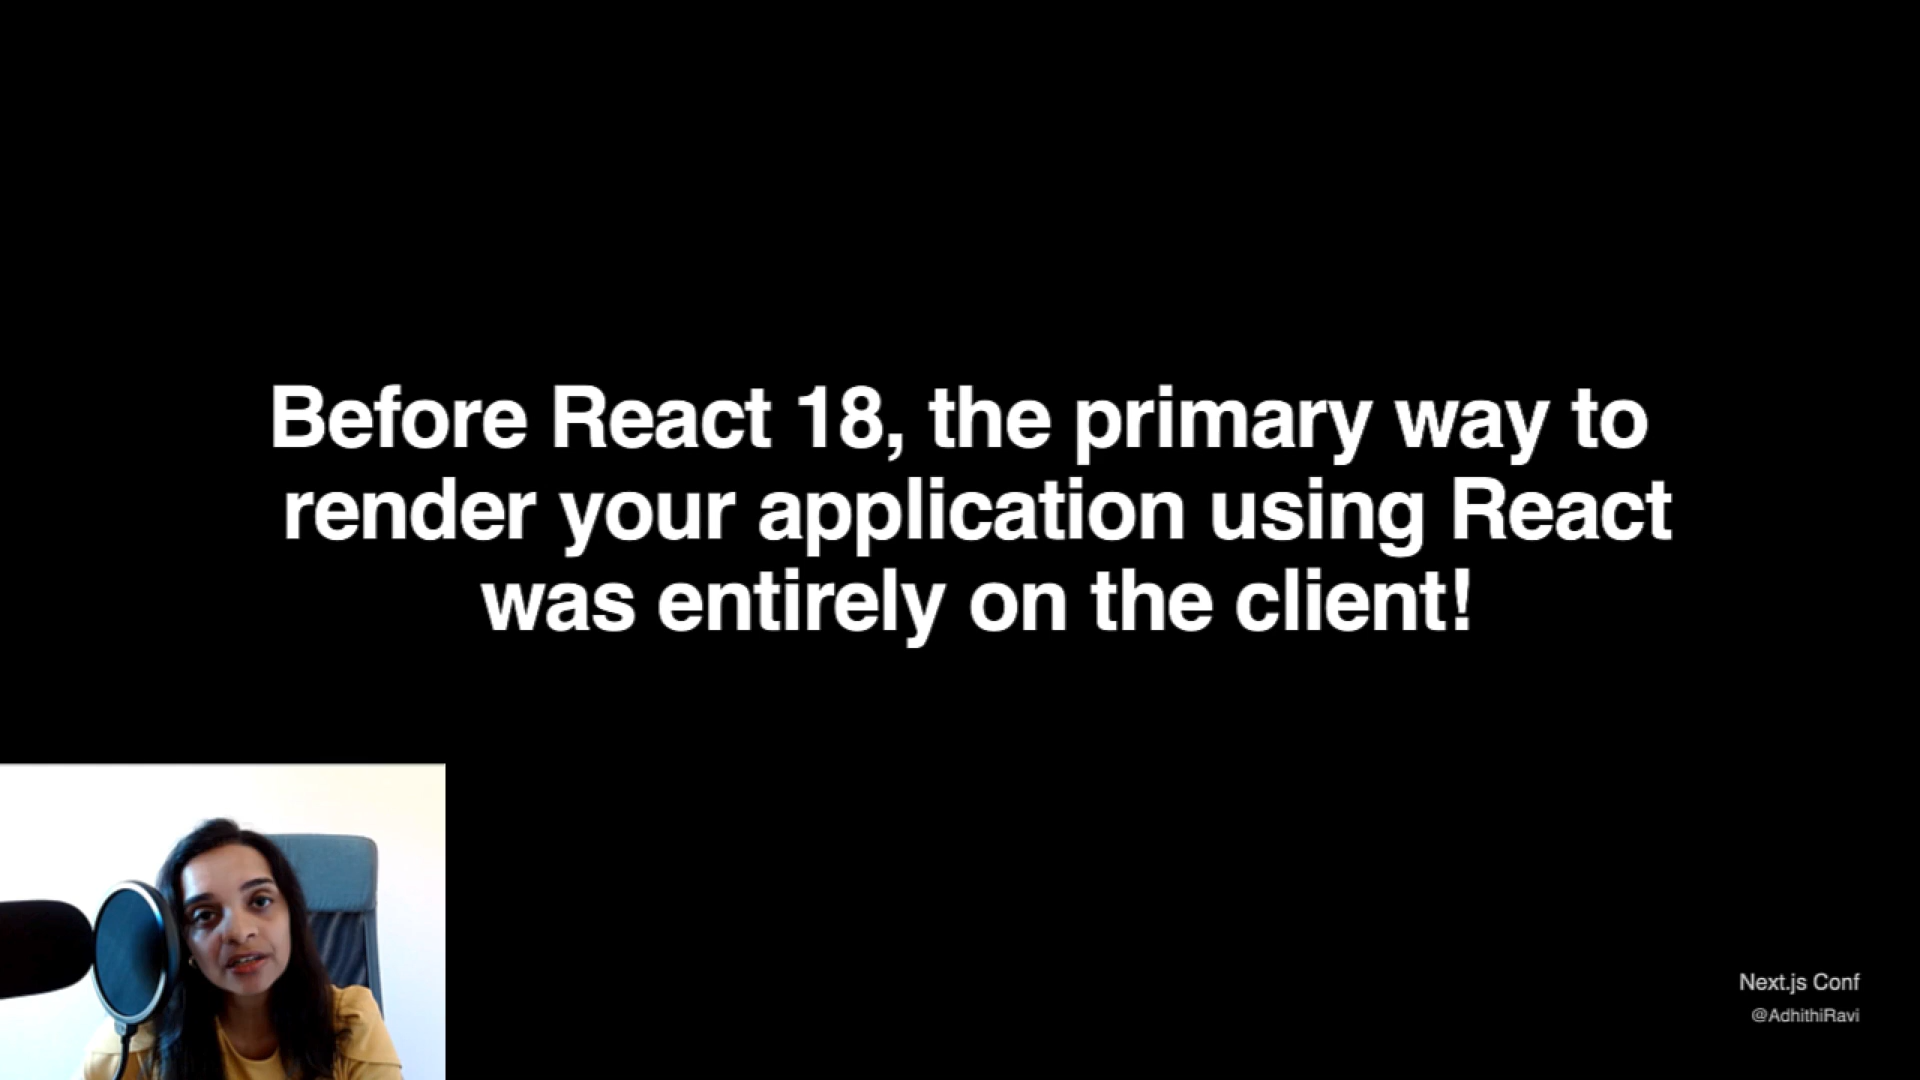 Before React 18, the primary way to
render your application using React
was entirely on the client!
Next.js Conf
@AdhithiRavi